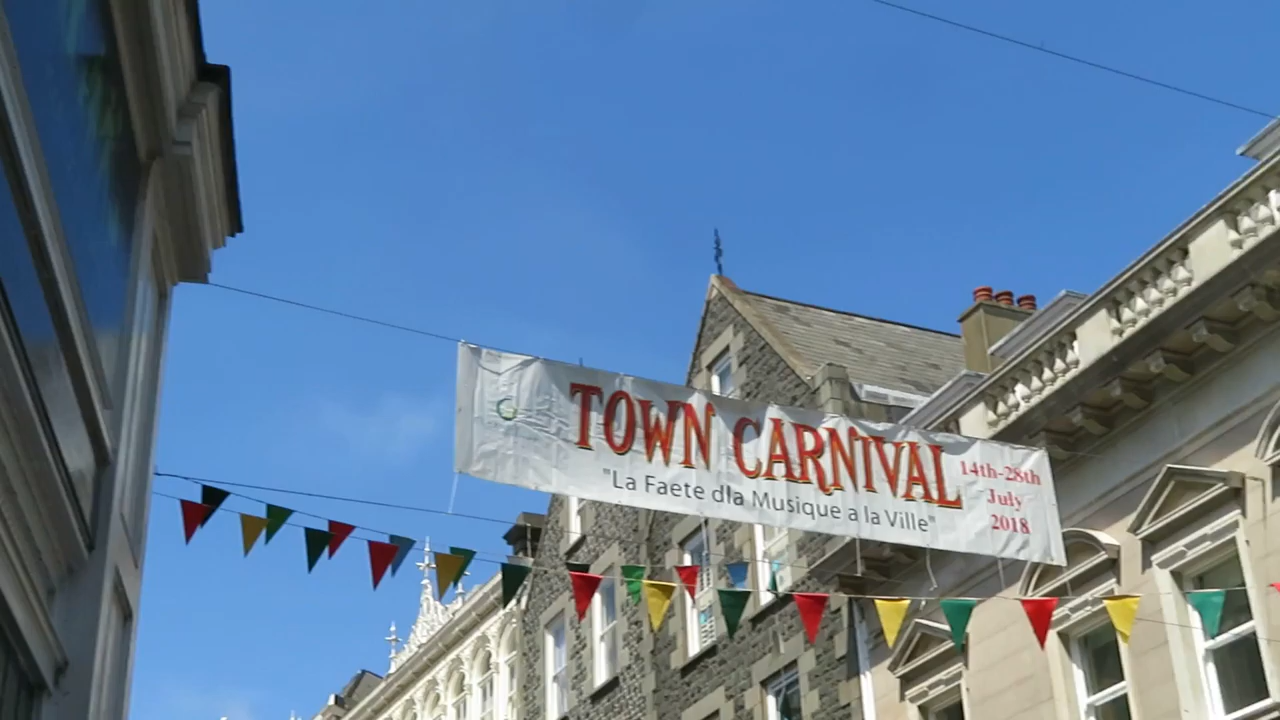 TOWN CARNIVAL
"La Faete dla Musique a la Ville"
14th-28th
July
2018